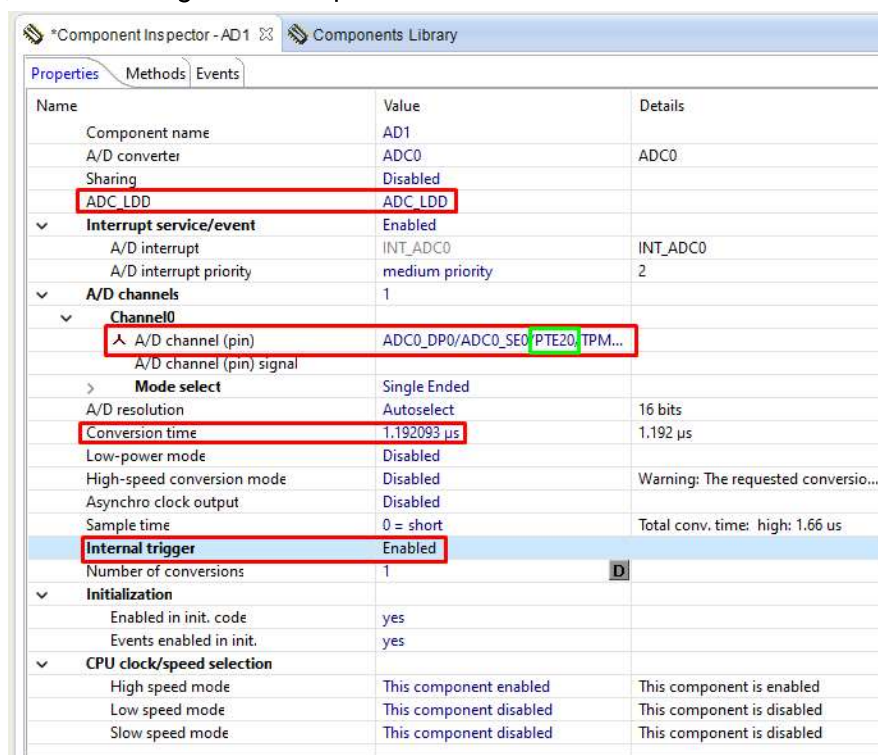 *Component Inspector - AD1 Components Library
Properties Methods Events
Name Value Details
Component name AD1
A/D converter ADC0 ADC0
Sharing Disabled
ADC_LDD ADC_LDD
Interrupt service/event Enabled
A/D interrupt INT_ADC0 INT_ADC0
A/D interrupt priority medium priority 2
A/D channels 1
Channel0
A/D channel (pin) ADC0_DP0/ADC0_SE0/PTE20/TPM...
A/D channel (pin) signal
Mode select Single Ended
A/D resolution Autoselect 16 bits
Conversion time 1.192093 µs 1.192 µs
Low-power mode Disabled
High-speed conversion mode Disabled Warning: The requested conversio...
Asynchro clock output Disabled
Sample time 0 = short Total conv. time: high: 1.66 us
Internal trigger Enabled
Number of conversions 1 D
Initialization
Enabled in init. code yes
Events enabled in init. yes
CPU clock/speed selection
High speed mode This component enabled This component is enabled
Low speed mode This component disabled This component is disabled
Slow speed mode This component disabled This component is disabled